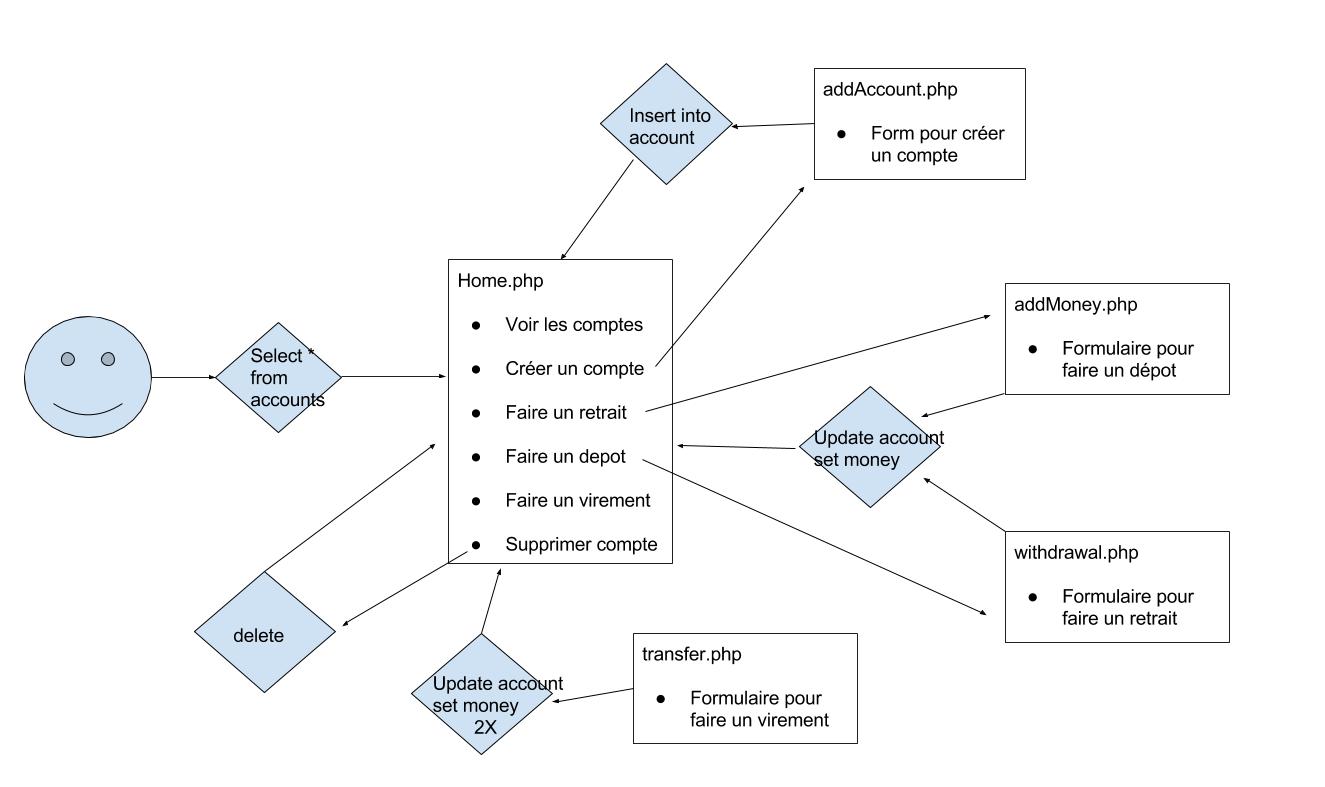 Insert into
account
addAccount.php
● Form pour créer
un compte
Home.php
● Voir les comptes
● Créer un compte
● Faire un retrait
● Faire un depot
● Faire un virement
● Supprimer compte
Select *
from
accounts
addMoney.php
● Formulaire pour
faire un dépot
Update account
set money
withdrawal.php
● Formulaire pour
faire un retrait
delete
Update account
set money
2X
transfer.php
● Formulaire pour
faire un virement